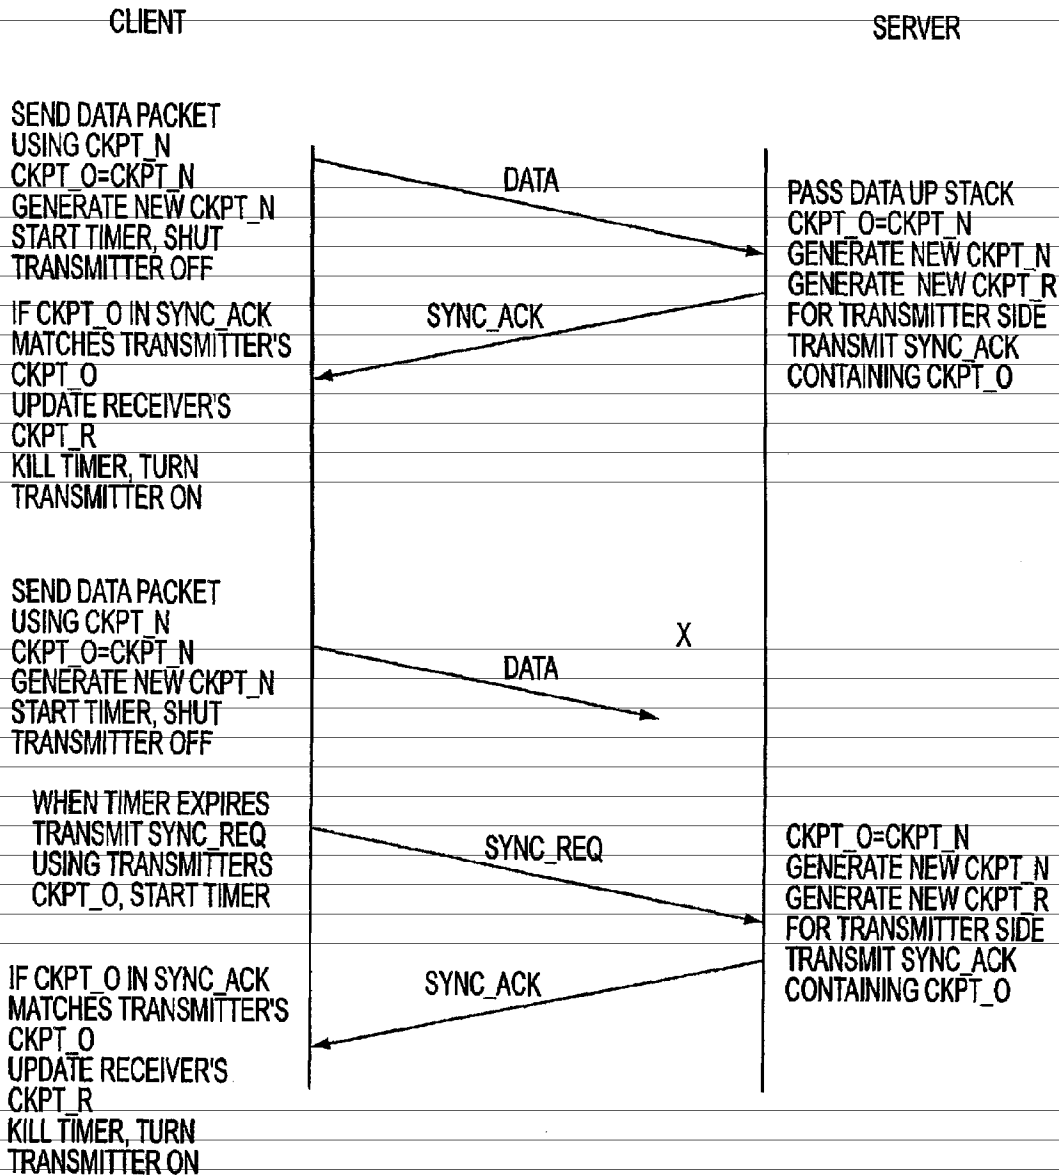 CLIENT
SERVER
SEND DATA PACKET
USING CKPT_N
CKPT_O=CKPT_N
GENERATE NEW CKPT_N
START TIMER, SHUT
TRANSMITTER OFF
DATA
PASS DATA UP STACK
CKPT_O=CKPT_N
GENERATE NEW CKPT_N
GENERATE NEW CKPT_R
FOR TRANSMITTER SIDE
TRANSMIT SYNC_ACK
CONTAINING CKPT_O
SYNC_ACK
IF CKPT_O IN SYNC_ACK
MATCHES TRANSMITTER'S
CKPT_O
UPDATE RECEIVER'S
CKPT_R
KILL TIMER, TURN
TRANSMITTER ON
SEND DATA PACKET
USING CKPT_N
CKPT_O=CKPT_N
GENERATE NEW CKPT_N
START TIMER, SHUT
TRANSMITTER OFF
DATA
X
WHEN TIMER EXPIRES
TRANSMIT SYNC_REQ
USING TRANSMITTERS
CKPT_O, START TIMER
SYNC_REQ
CKPT_O=CKPT_N
GENERATE NEW CKPT_N
GENERATE NEW CKPT_R
FOR TRANSMITTER SIDE
TRANSMIT SYNC_ACK
CONTAINING CKPT_O
SYNC_ACK
IF CKPT_O IN SYNC_ACK
MATCHES TRANSMITTER'S
CKPT_O
UPDATE RECEIVER'S
CKPT_R
KILL TIMER, TURN
TRANSMITTER ON